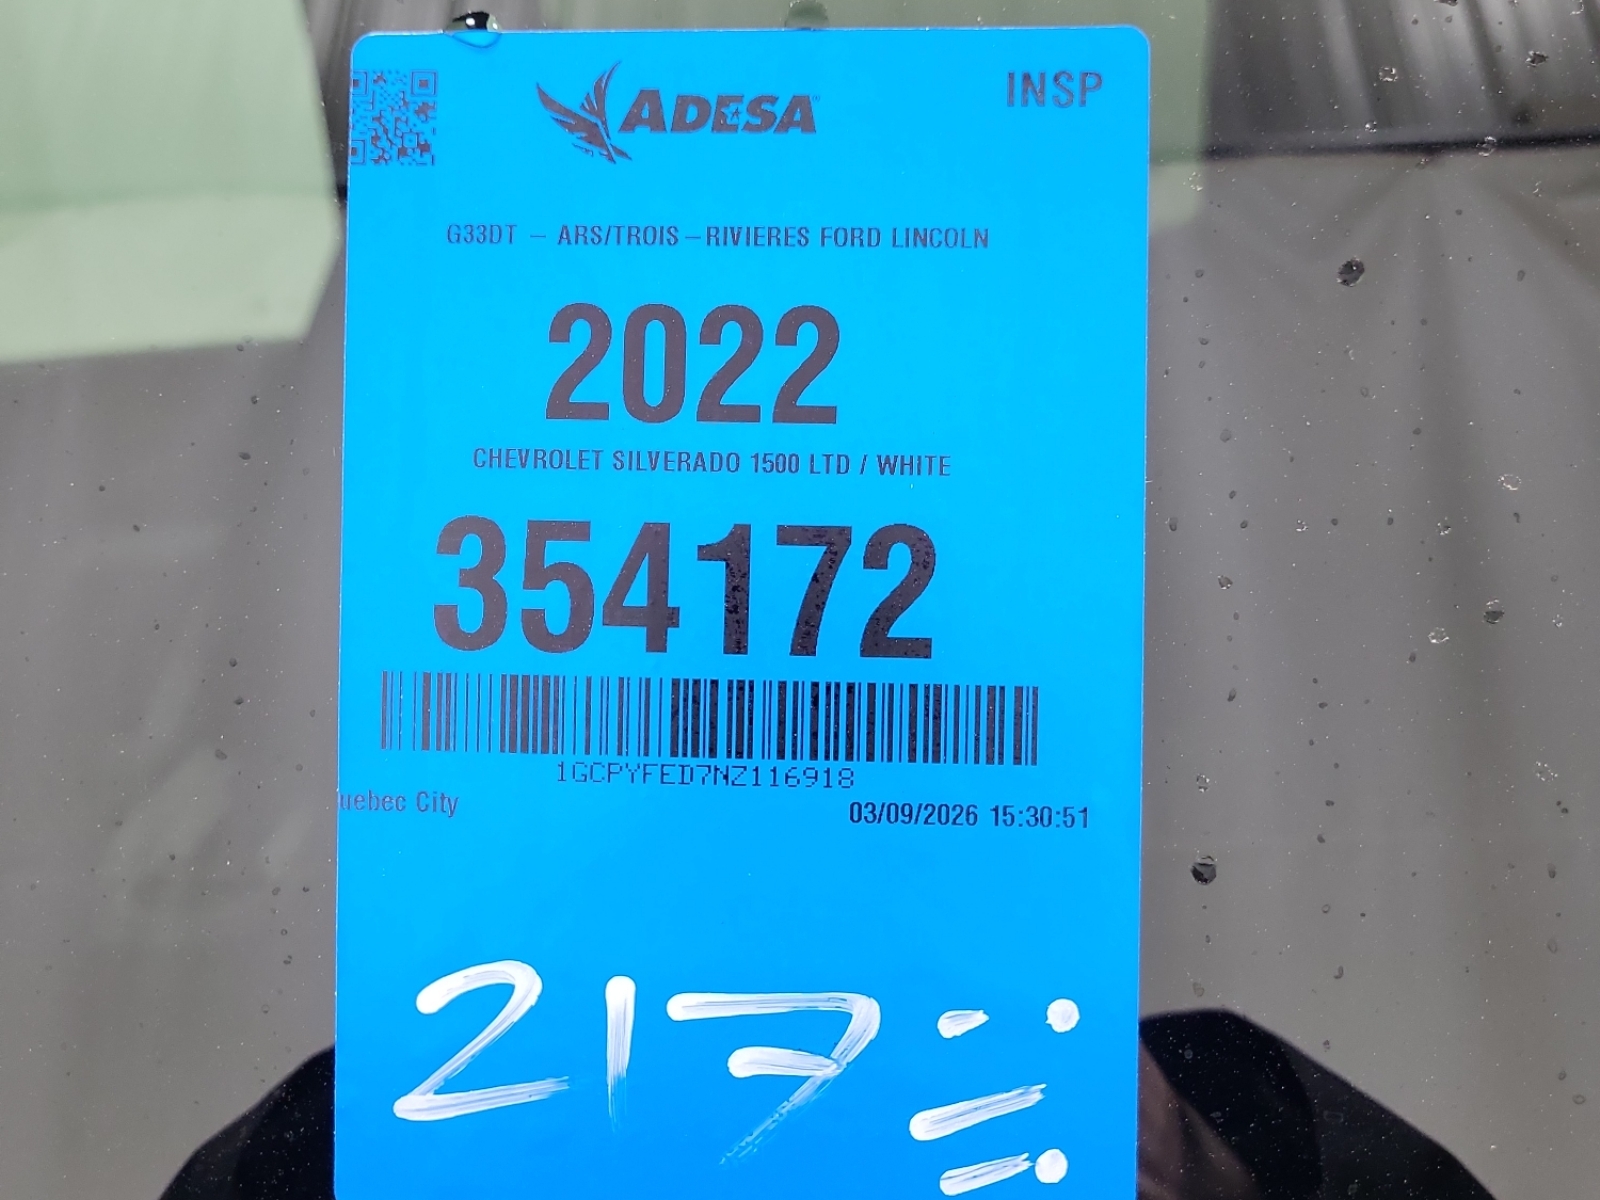 ADESA
INSP
G33DT – ARS/TROIS–RIVIERES FORD LINCOLN
2022
CHEVROLET SILVERADO 1500 LTD / WHITE
354172
1GCPYFED7NZ116918
uebec City
03/09/2026 15:30:51
217